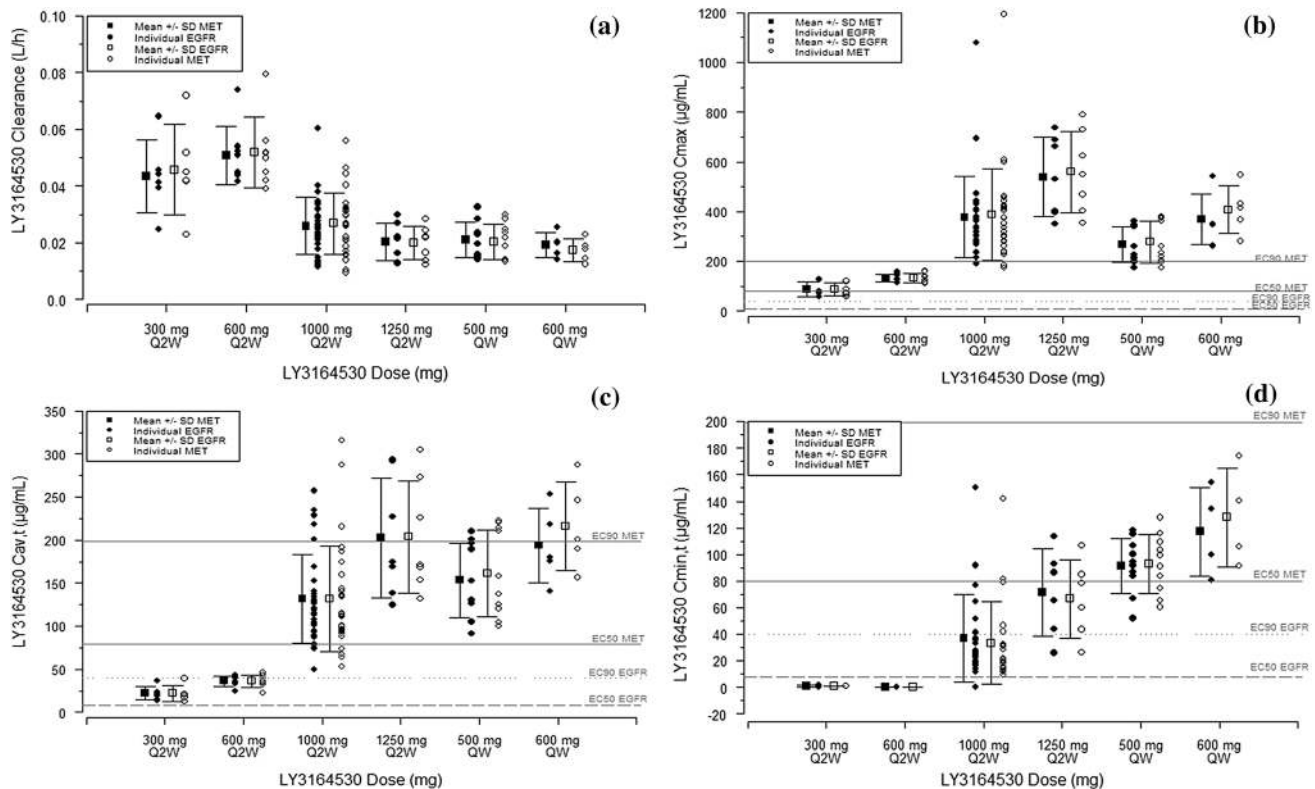 (a)
Mean +/- SD MET
Individual EGFR
Mean +/- SD EGFR
Individual MET
LY3164530 Clearance (L/h)
0.10
0.08
0.06
0.04
0.02
0.0
300 mg Q2W
600 mg Q2W
1000 mg Q2W
1250 mg Q2W
500 mg QW
600 mg QW
LY3164530 Dose (mg)
(b)
Mean +/- SD MET
Individual EGFR
Mean +/- SD EGFR
Individual MET
LY3164530 Cmax (µg/mL)
1200
1000
800
600
400
200
0
EC90 MET
EC50 MET
EC90 EGFR
EC50 EGFR
300 mg Q2W
600 mg Q2W
1000 mg Q2W
1250 mg Q2W
500 mg QW
600 mg QW
LY3164530 Dose (mg)
(c)
Mean +/- SD MET
Individual EGFR
Mean +/- SD EGFR
Individual MET
LY3164530 Cav,t (µg/mL)
350
300
250
200
150
100
50
0
EC90 MET
EC50 MET
EC90 EGFR
EC50 EGFR
300 mg Q2W
600 mg Q2W
1000 mg Q2W
1250 mg Q2W
500 mg QW
600 mg QW
LY3164530 Dose (mg)
(d)
Mean +/- SD MET
Individual EGFR
Mean +/- SD EGFR
Individual MET
LY3164530 Cmin,t (µg/mL)
200
180
160
140
120
100
80
60
40
20
0
-20
EC90 MET
EC50 MET
EC90 EGFR
EC50 EGFR
300 mg Q2W
600 mg Q2W
1000 mg Q2W
1250 mg Q2W
500 mg QW
600 mg QW
LY3164530 Dose (mg)